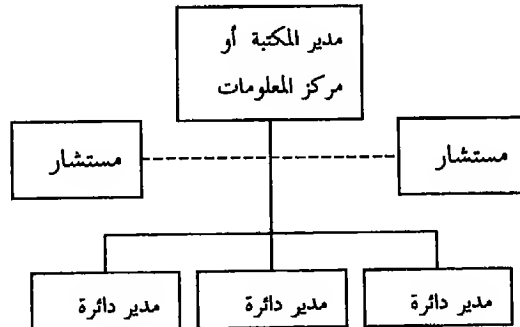 مدير المكتبة أو
مركز المعلومات
مستشار
مستشار
مدير دائرة
مدير دائرة
مدير دائرة